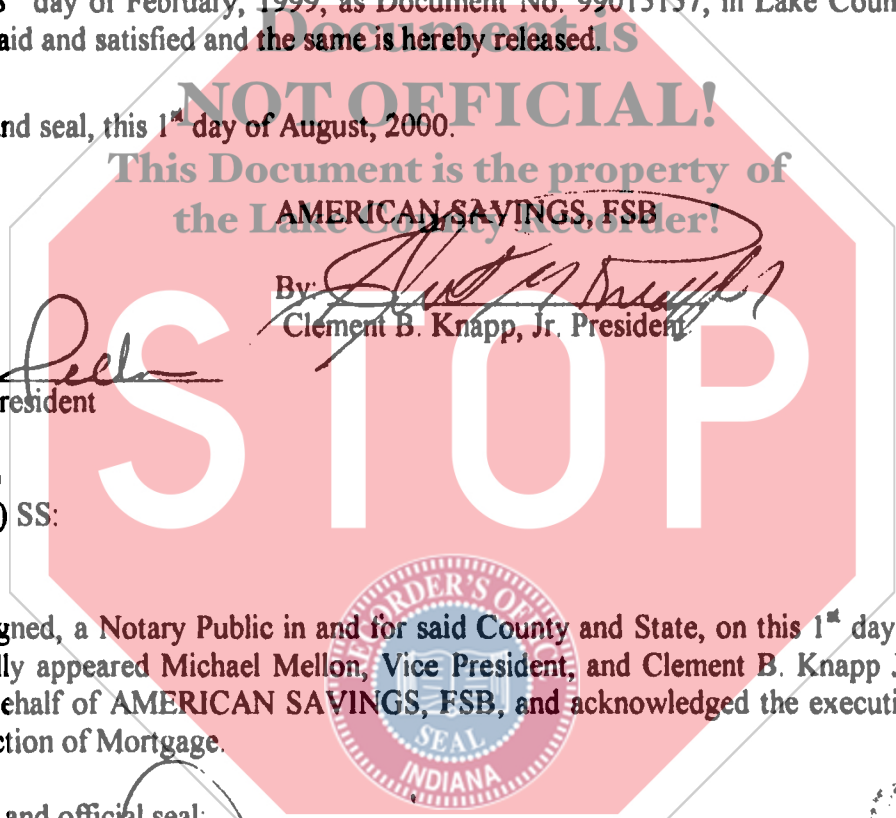 day of February, 1999, as Document No. 99015137, in Lake Coun
aid and satisfied and the same is hereby released.
Document is
NOT OFFICIAL!
nd seal, this 1st day of August, 2000.
This Document is the property of
the Lake County Recorder!
AMERICAN SAVINGS, FSB
By:
Clement B. Knapp, Jr. President
resident
STOP
) SS:
RECORDER'S OFFIC
gned, a Notary Public in and for said County and State, on this 1st day
lly appeared Michael Mellon, Vice President, and Clement B. Knapp J
ehalf of AMERICAN SAVINGS, FSB, and acknowledged the executi
ction of Mortgage.
SEAL
INDIANA
and official seal: